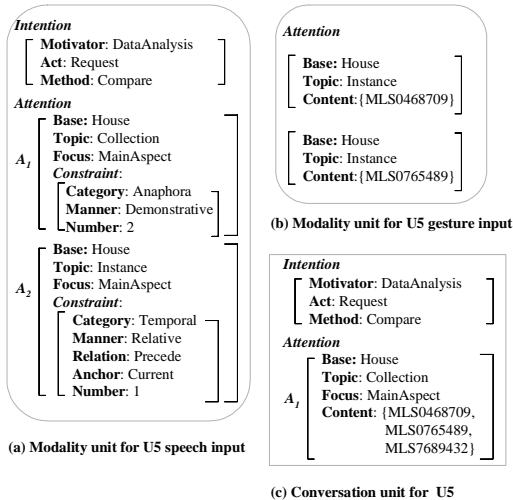 Intention
Motivator: DataAnalysis
Act: Request
Method: Compare
Attention
A1
Base: House
Topic: Collection
Focus: MainAspect
Constraint:
Category: Anaphora
Manner: Demonstrative
Number: 2
A2
Base: House
Topic: Instance
Focus: MainAspect
Constraint:
Category: Temporal
Manner: Relative
Relation: Precede
Anchor: Current
Number: 1
(a) Modality unit for U5 speech input
Attention
Base: House
Topic: Instance
Content:{MLS0468709}
Base: House
Topic: Instance
Content:{MLS0765489}
(b) Modality unit for U5 gesture input
Intention
Motivator: DataAnalysis
Act: Request
Method: Compare
Attention
A1
Base: House
Topic: Collection
Focus: MainAspect
Content: {MLS0468709,
MLS0765489,
MLS7689432}
(c) Conversation unit for U5